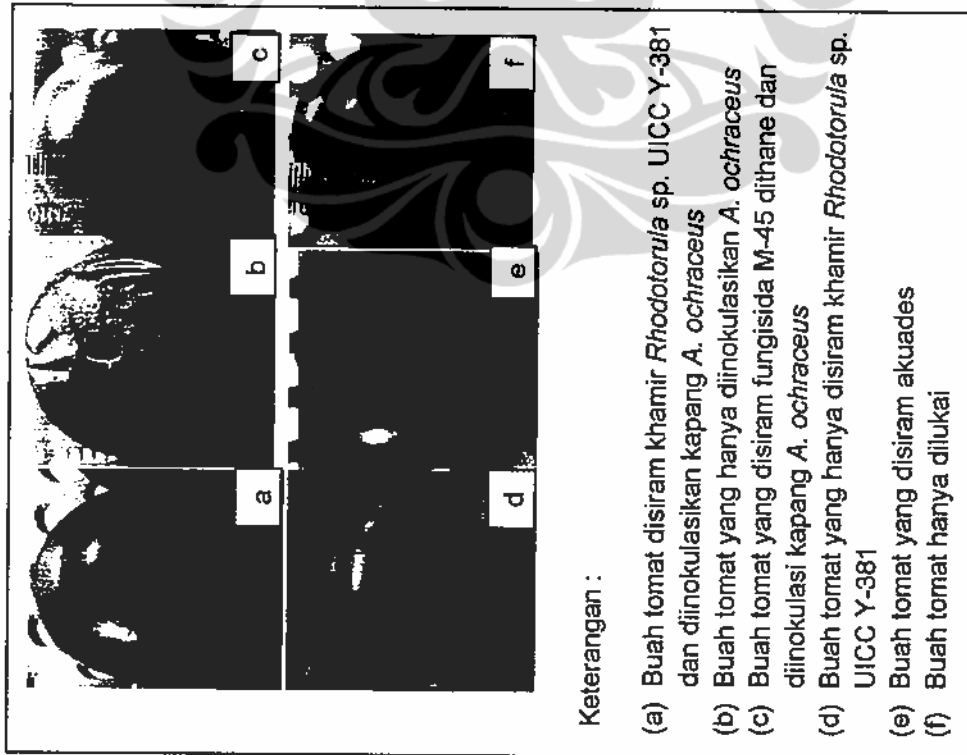 a
b
c
d
e
f
Keterangan :
(a) Buah tomat disiram khamir Rhodotorula sp. UICC Y-381
dan diinokulasikan kapang A. ochraceus
(b) Buah tomat yang hanya diinokulasikan A. ochraceus
(c) Buah tomat yang disiram fungisida M-45 dithane dan
diinokulasi kapang A. ochraceus
(d) Buah tomat yang hanya disiram khamir Rhodotorula sp.
UICC Y-381
(e) Buah tomat yang disiram akuades
(f) Buah tomat hanya dilukai